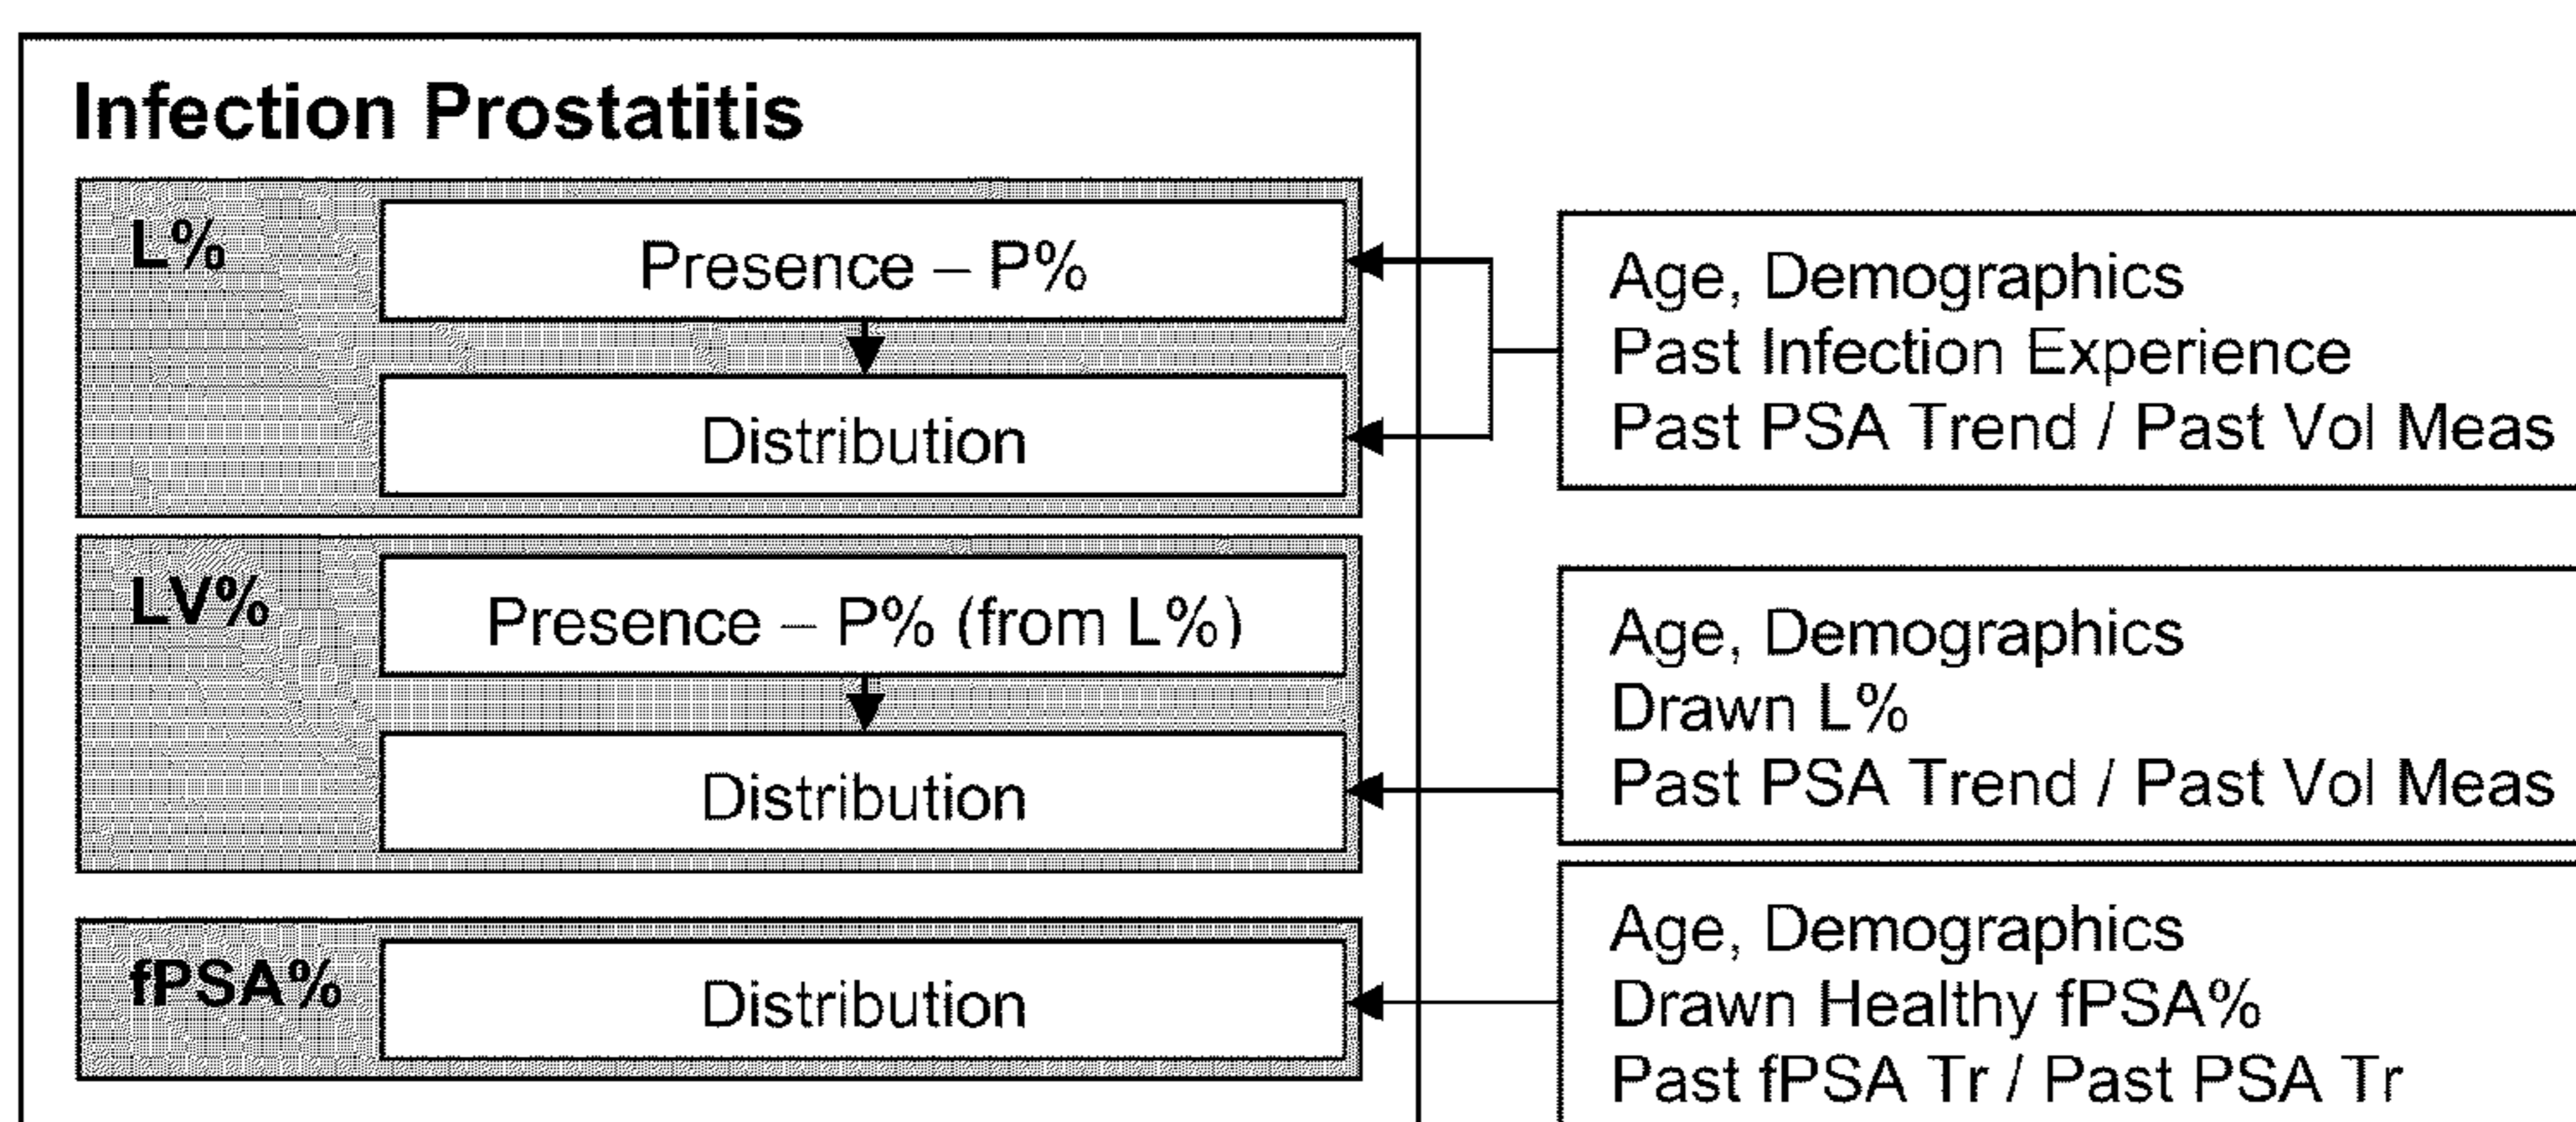 Infection Prostatitis
L%
Presence – P%
Distribution
Age, Demographics
Past Infection Experience
Past PSA Trend / Past Vol Meas
LV%
Presence – P% (from L%)
Distribution
Age, Demographics
Drawn L%
Past PSA Trend / Past Vol Meas
fPSA%
Distribution
Age, Demographics
Drawn Healthy fPSA%
Past fPSA Tr / Past PSA Tr